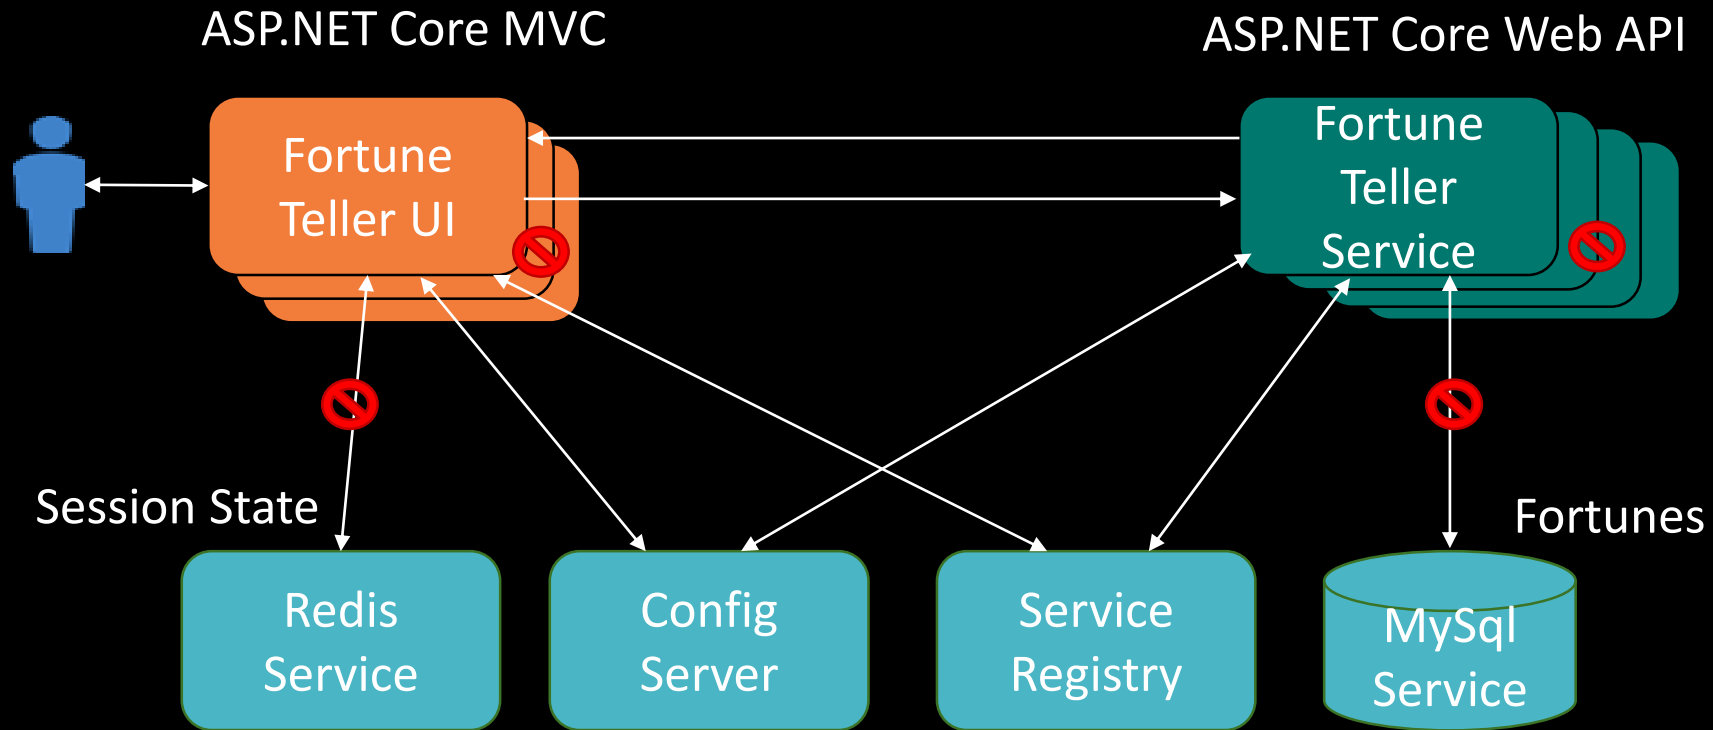 ASP.NET Core MVC
ASP.NET Core Web API
Fortune
Teller UI
Fortune
Teller
Service
Session State
Fortunes
Redis
Service
Config
Server
Service
Registry
MySql
Service